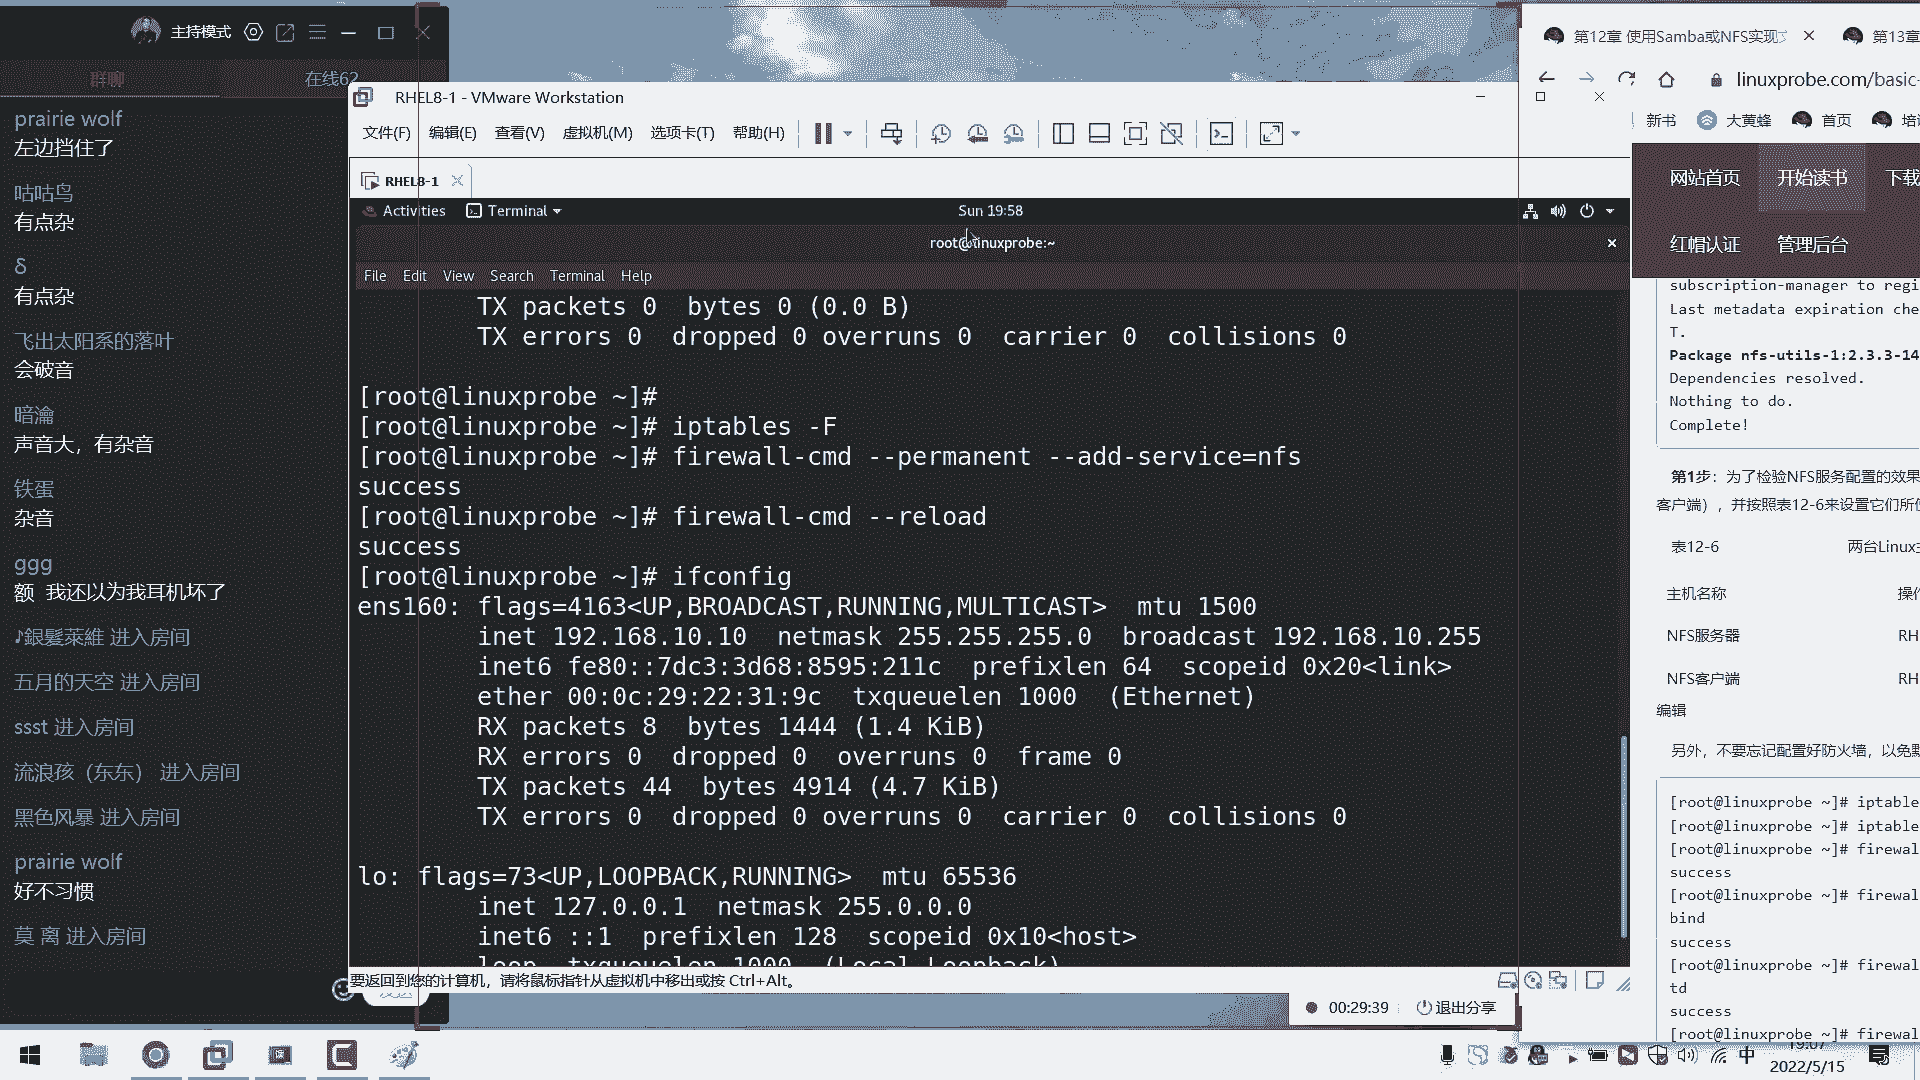 主持模式
群聊
在线62
prairie wolf
左边挡住了
咕咕鸟
有点杂
δ
有点杂
飞出太阳系的落叶
会破音
暗瀹
声音大，有杂音
铁蛋
杂音
ggg
额 我还以为我耳机坏了
♪銀髮萊維 进入房间
五月的天空 进入房间
ssst 进入房间
流浪孩（东东） 进入房间
黑色风暴 进入房间
prairie wolf
好不习惯
莫 离 进入房间
RHEL8-1 - VMware Workstation
文件(F) 编辑(E) 查看(V) 虚拟机(M) 选项卡(T) 帮助(H)
RHEL8-1
Activities Terminal Sun 19:58
root@linuxprobe:~
File Edit View Search Terminal Help
TX packets 0 bytes 0 (0.0 B)
TX errors 0 dropped 0 overruns 0 carrier 0 collisions 0
[root@linuxprobe ~]#
[root@linuxprobe ~]# iptables -F
[root@linuxprobe ~]# firewall-cmd --permanent --add-service=nfs
success
[root@linuxprobe ~]# firewall-cmd --reload
success
[root@linuxprobe ~]# ifconfig
ens160: flags=4163<UP,BROADCAST,RUNNING,MULTICAST> mtu 1500
inet 192.168.10.10 netmask 255.255.255.0 broadcast 192.168.10.255
inet6 fe80::7dc3:3d68:8595:211c prefixlen 64 scopeid 0x20<link>
ether 00:0c:29:22:31:9c txqueuelen 1000 (Ethernet)
RX packets 8 bytes 1444 (1.4 KiB)
RX errors 0 dropped 0 overruns 0 frame 0
TX packets 44 bytes 4914 (4.7 KiB)
TX errors 0 dropped 0 overruns 0 carrier 0 collisions 0
lo: flags=73<UP,LOOPBACK,RUNNING> mtu 65536
inet 127.0.0.1 netmask 255.0.0.0
inet6 ::1 prefixlen 128 scopeid 0x10<host>
loop txqueuelen 1000 (Local Loopback)
要返回到您的计算机，请将鼠标指针从虚拟机中移出或按 Ctrl+Alt。
00:29:39 退出分享
第12章 使用Samba或NFS实现
第13章
linuxprobe.com/basic-
新书 大黄蜂 首页 培
网站首页 开始读书 下载
红帽认证 管理后台
subscription-manager to regi
Last metadata expiration che
T.
Package nfs-utils-1:2.3.3-14
Dependencies resolved.
Nothing to do.
Complete!
第1步：为了检验NFS服务配置的效果
客户端），并按照表12-6来设置它们所使
表12-6 两台Linux主
主机名称 操作
NFS服务器 RH
NFS客户端 RH
编辑
另外，不要忘记配置好防火墙，以免默
[root@linuxprobe ~]# iptable
[root@linuxprobe ~]# iptable
[root@linuxprobe ~]# firewal
success
[root@linuxprobe ~]# firewal
bind
success
[root@linuxprobe ~]# firewal
td
success
[root@linuxprobe ~]# firewal
中
2022/5/15